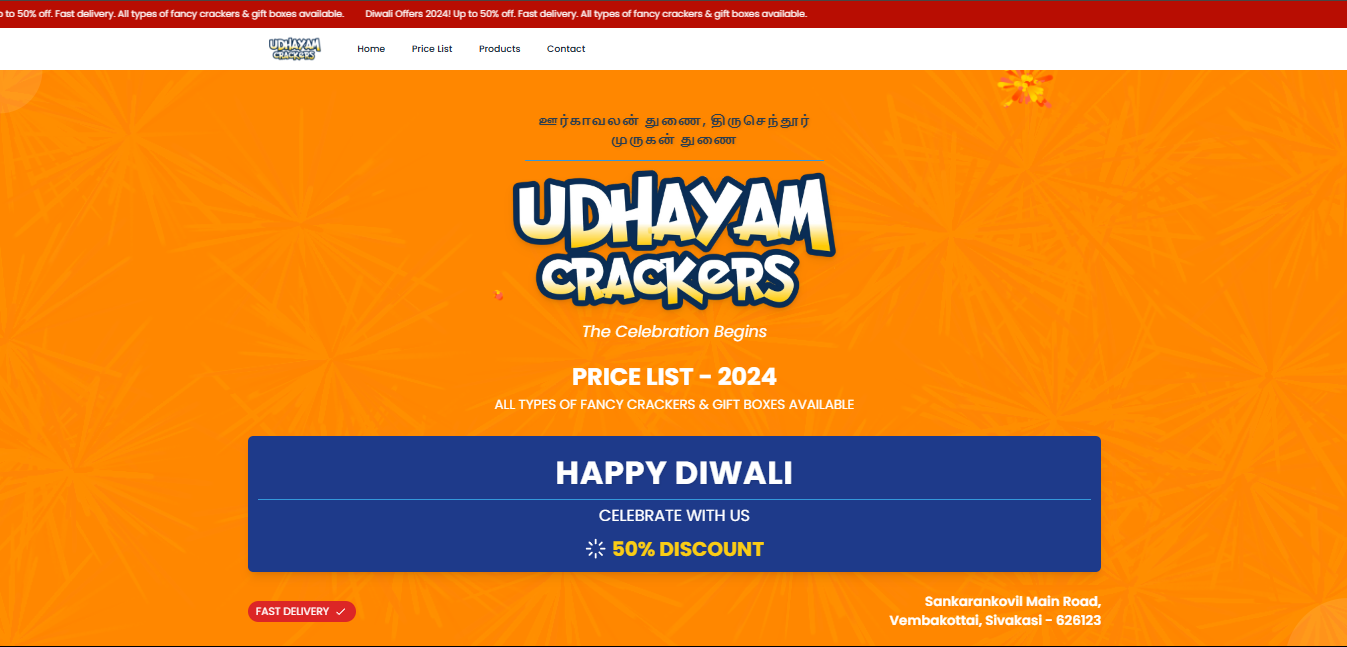 p to 50% off. Fast delivery. All types of fancy crackers & gift boxes available. Diwali Offers 2024! Up to 50% off. Fast delivery. All types of fancy crackers & gift boxes available.
UDHAYAM
CRACKERS
Home Price List Products Contact
ஊர்காவலன் துணை, திருசெந்தூர்
முருகன் துணை
UDHAYAM
CRACKERS
The Celebration Begins
PRICE LIST - 2024
ALL TYPES OF FANCY CRACKERS & GIFT BOXES AVAILABLE
HAPPY DIWALI
CELEBRATE WITH US
50% DISCOUNT
FAST DELIVERY
Sankarankovil Main Road,
Vembakottai, Sivakasi - 626123